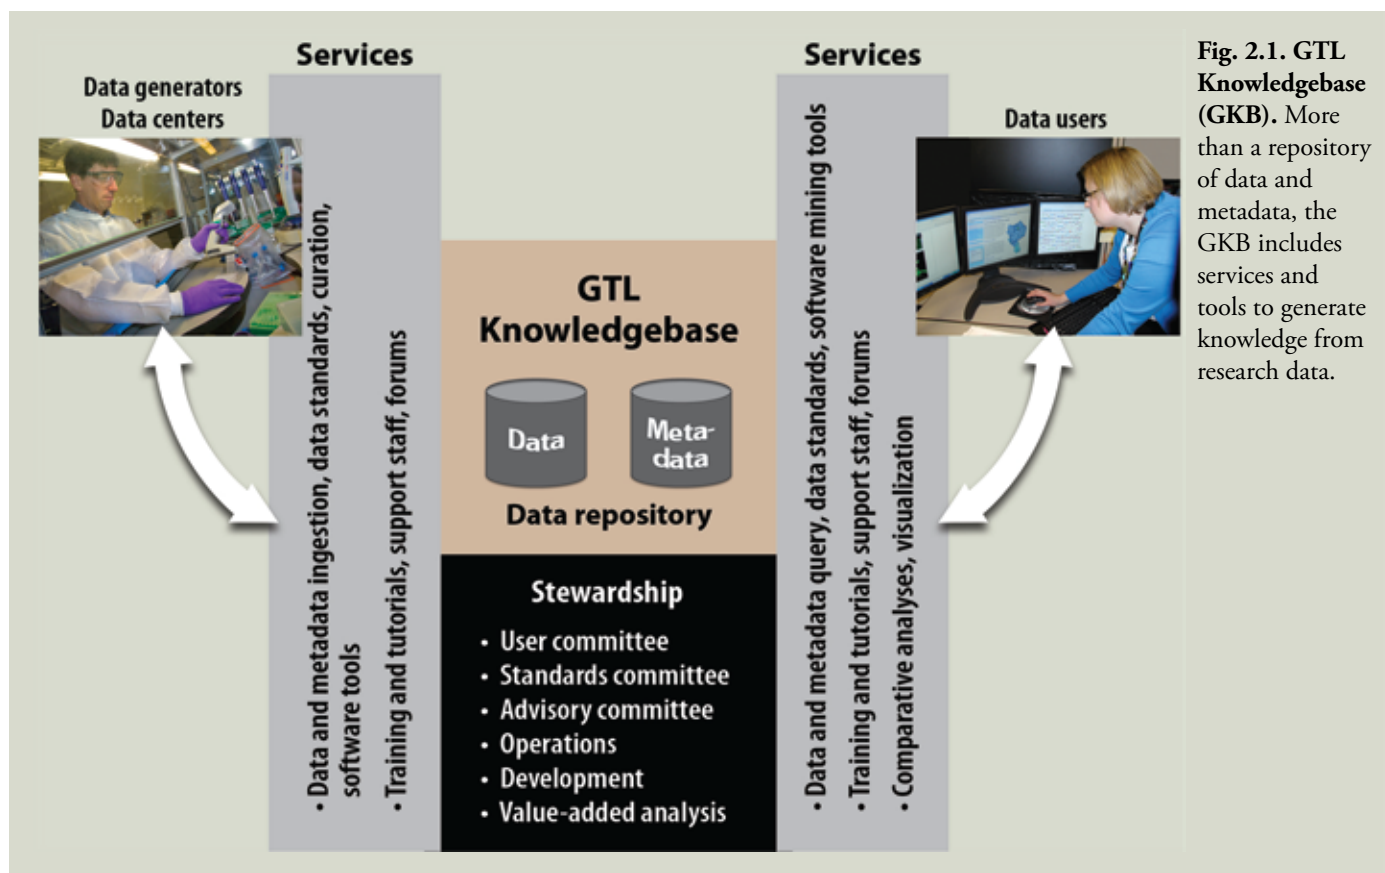 Services
Data generators
Data centers
• Data and metadata ingestion, data standards, curation,
software tools
• Training and tutorials, support staff, forums
GTL
Knowledgebase
Data
Meta-
data
Data repository
Stewardship
• User committee
• Standards committee
• Advisory committee
• Operations
• Development
• Value-added analysis
Services
• Data and metadata query, data standards, software mining tools
• Training and tutorials, support staff, forums
• Comparative analyses, visualization
Data users
Fig. 2.1. GTL
Knowledgebase
(GKB). More
than a repository
of data and
metadata, the
GKB includes
services and
tools to generate
knowledge from
research data.